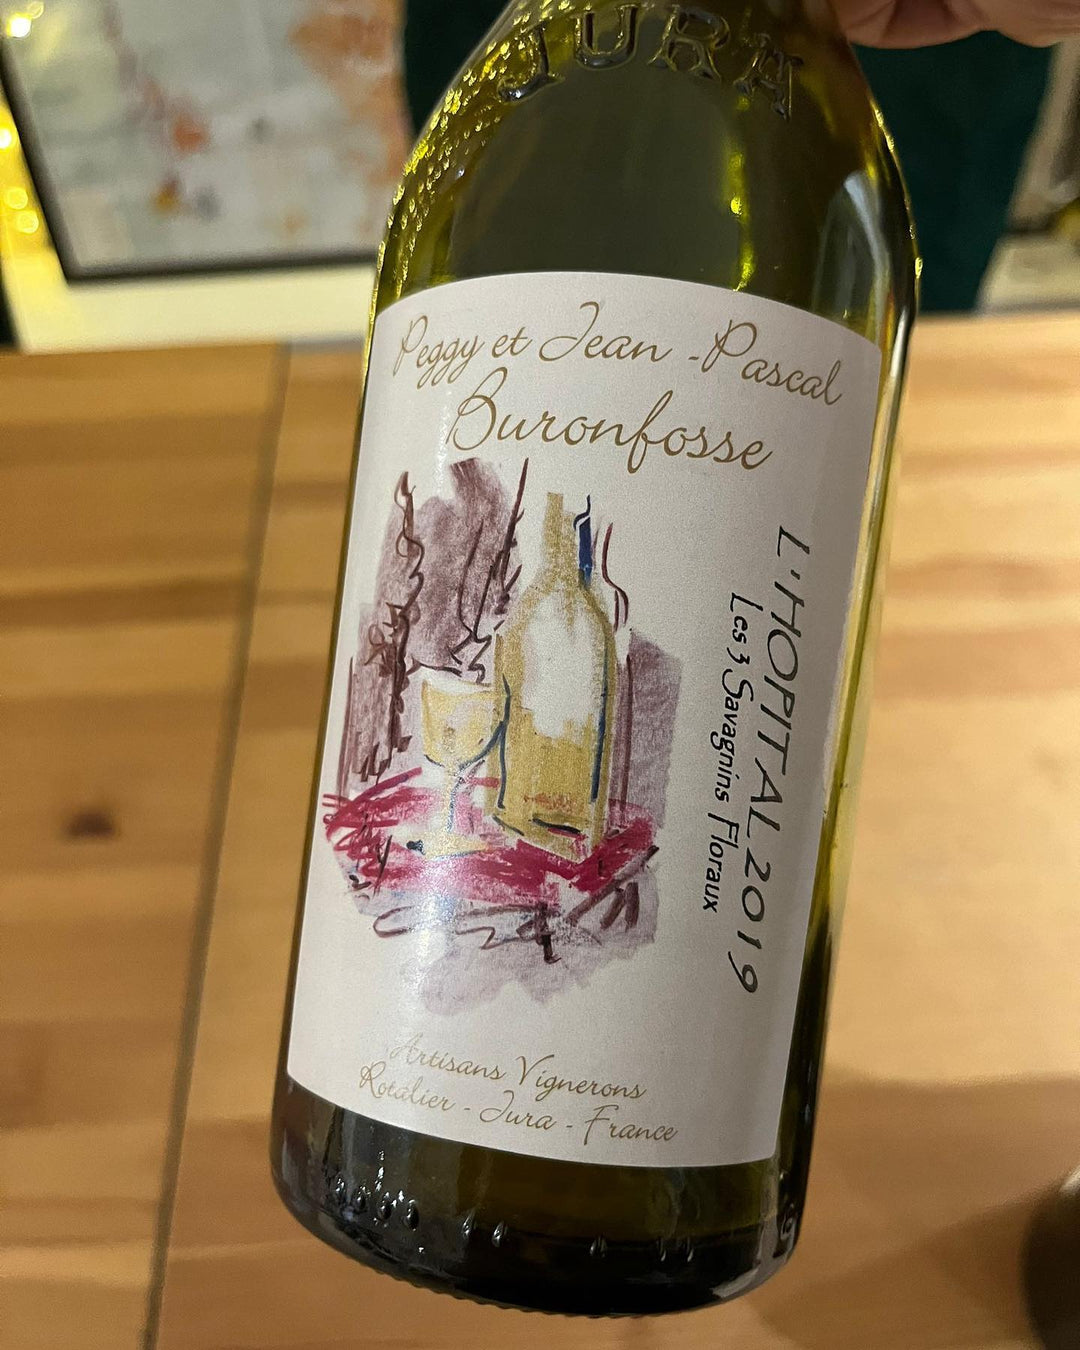 JURA
Peggy et Jean-Pascal
Buronfosse
L'HOPITAL 2019
Les 3 Savagnins Floraux
Artisans Vignerons
Rotalier - Jura - France